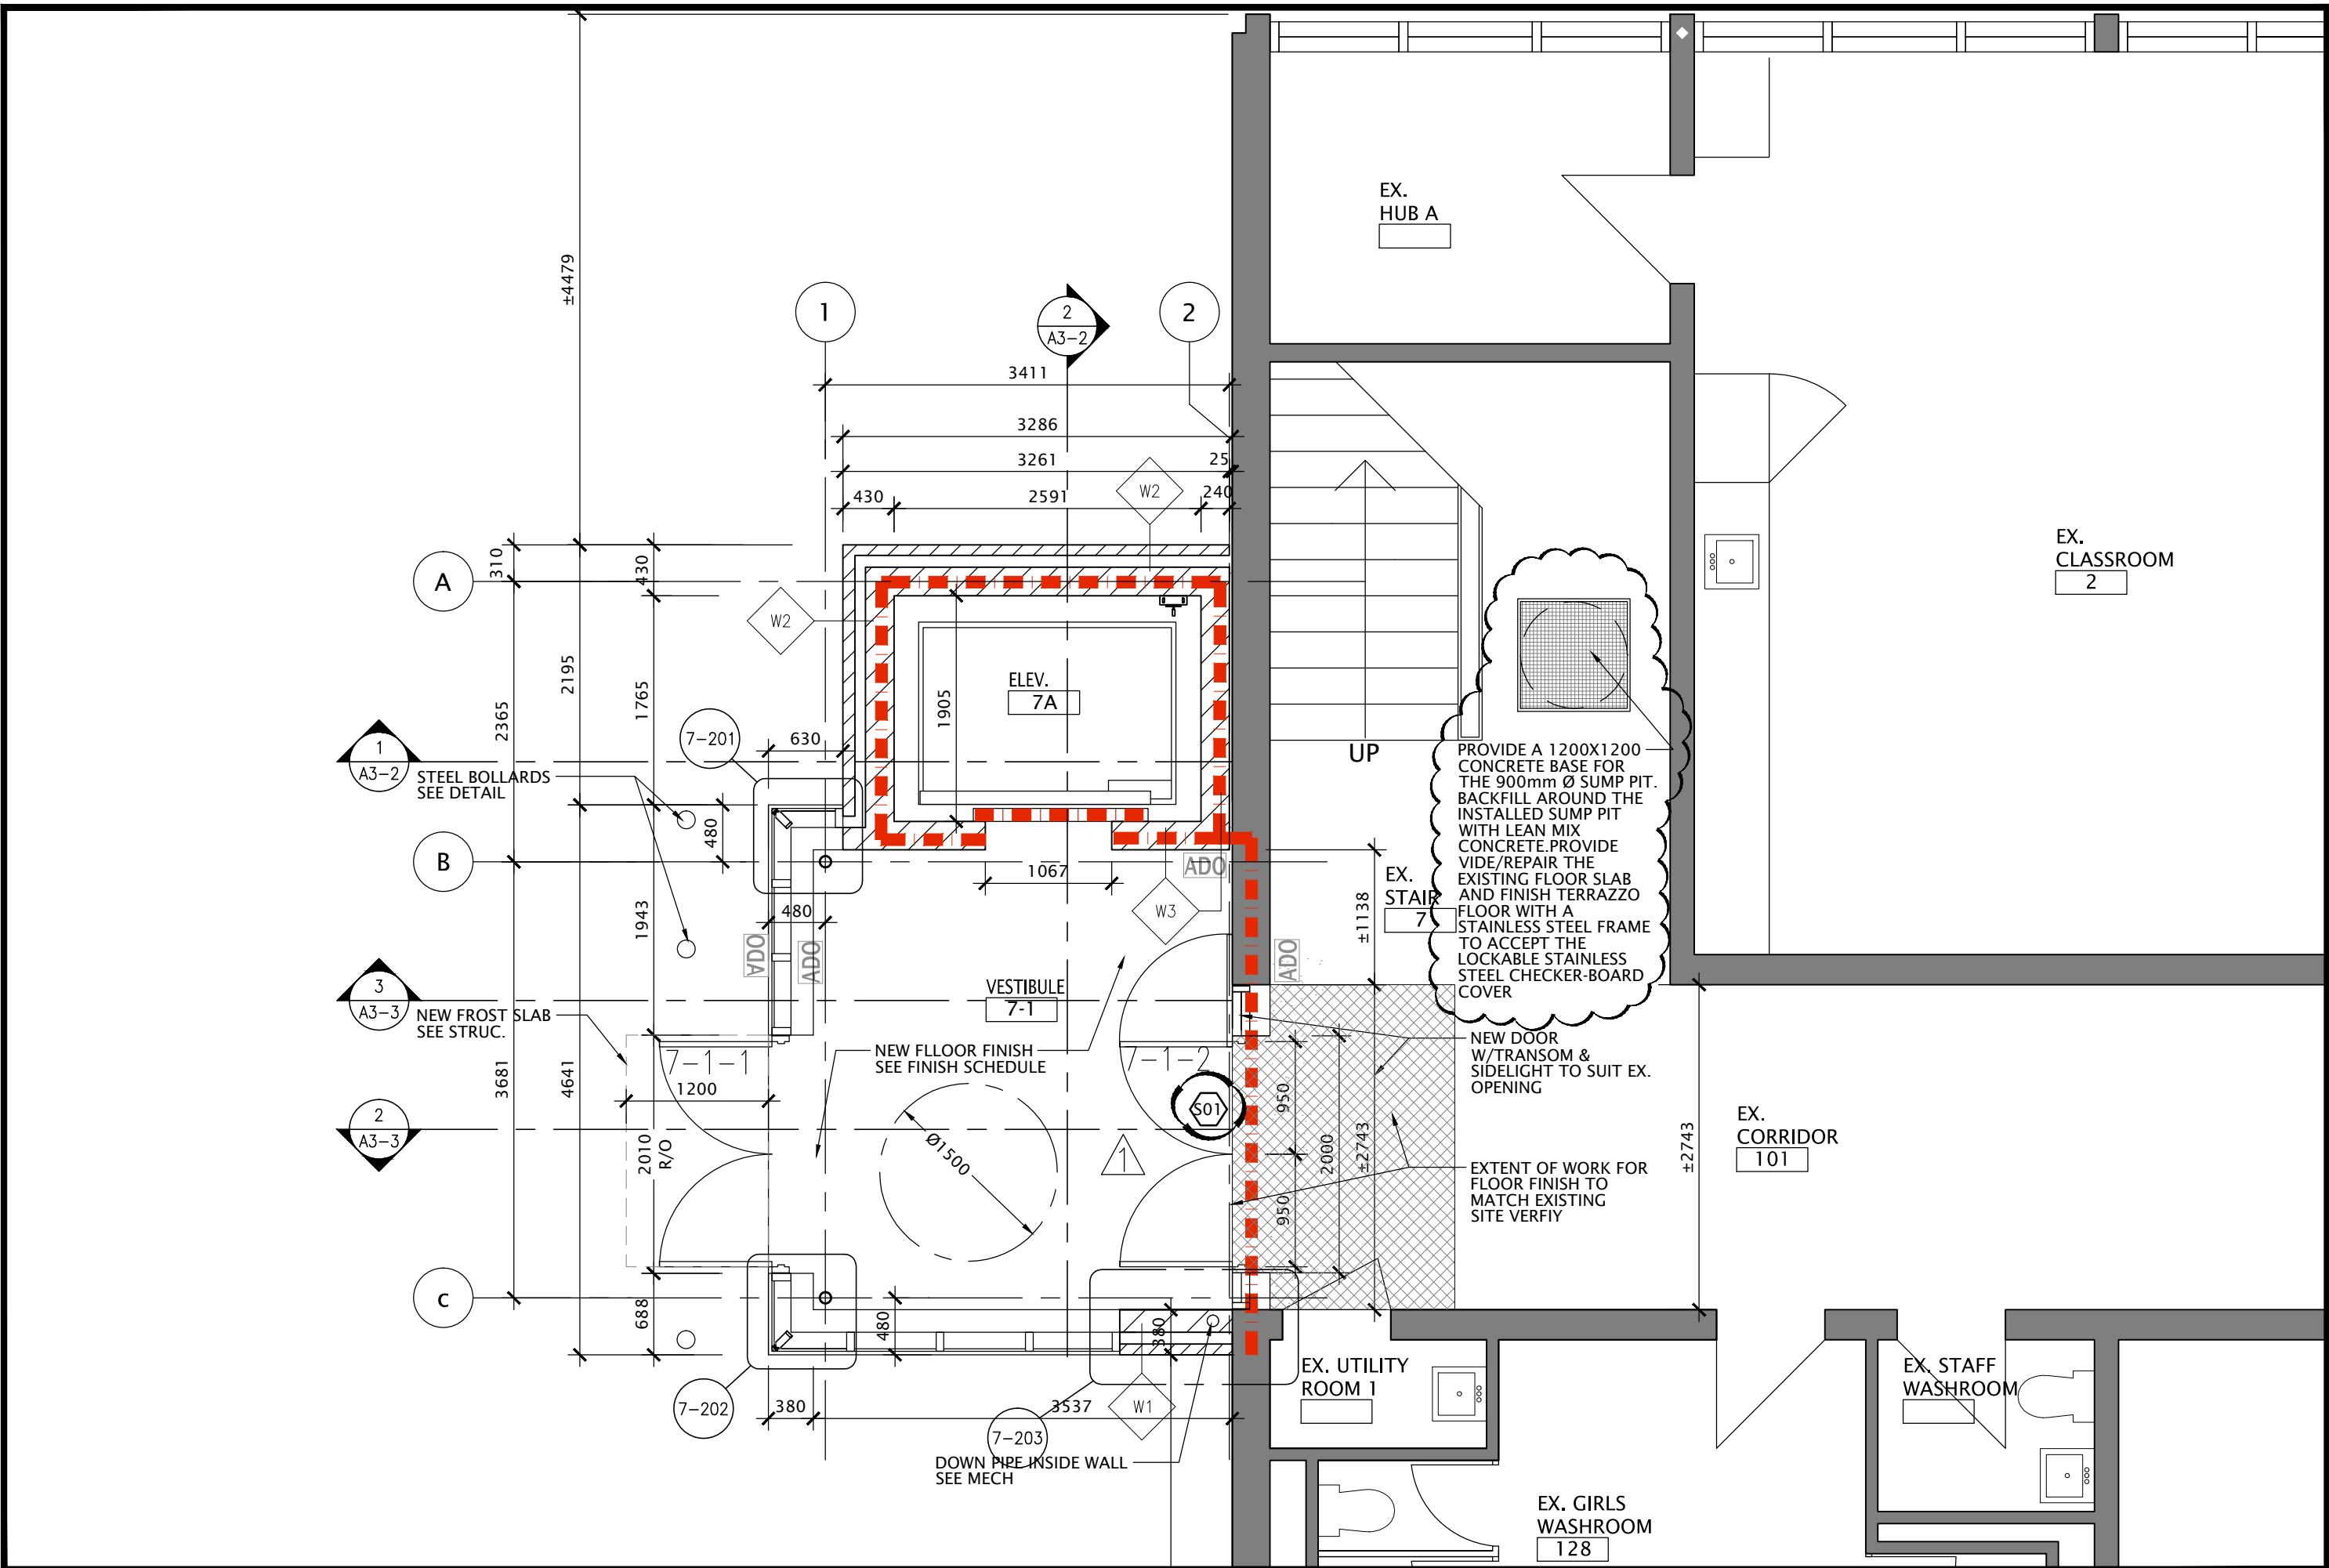 ±4479
EX.
HUB A
1
2
A3-2
2
3411
3286
3261
25
430
2591
W2
240
310
430
A
EX.
CLASSROOM
2
W2
2195
1765
2365
1905
ELEV.
7A
7-201
630
1
A3-2
STEEL BOLLARDS
SEE DETAIL
UP
PROVIDE A 1200X1200
CONCRETE BASE FOR
THE 900mm Ø SUMP PIT.
BACKFILL AROUND THE
INSTALLED SUMP PIT
WITH LEAN MIX
CONCRETE.PROVIDE
VIDE/REPAIR THE
EXISTING FLOOR SLAB
AND FINISH TERRAZZO
FLOOR WITH A
STAINLESS STEEL FRAME
TO ACCEPT THE
LOCKABLE STAINLESS
STEEL CHECKER-BOARD
COVER
480
B
1067
ADO
EX.
STAIR
7
±1138
480
W3
1943
ADO
ADO
ADO
3
A3-3
NEW FROST SLAB
SEE STRUC.
VESTIBULE
7-1
NEW FLLOOR FINISH
SEE FINISH SCHEDULE
7-1-1
7-1-2
NEW DOOR
W/TRANSOM &
SIDELIGHT TO SUIT EX.
OPENING
3681
4641
1200
950
S01
2
A3-3
2010
R/O
Ø1500
1
2000
±2743
950
EX.
CORRIDOR
101
±2743
EXTENT OF WORK FOR
FLOOR FINISH TO
MATCH EXISTING
SITE VERFIY
c
688
480
380
EX. UTILITY
ROOM 1
EX. STAFF
WASHROOM
7-202
380
3537
W1
7-203
DOWN PIPE INSIDE WALL
SEE MECH
EX. GIRLS
WASHROOM
128